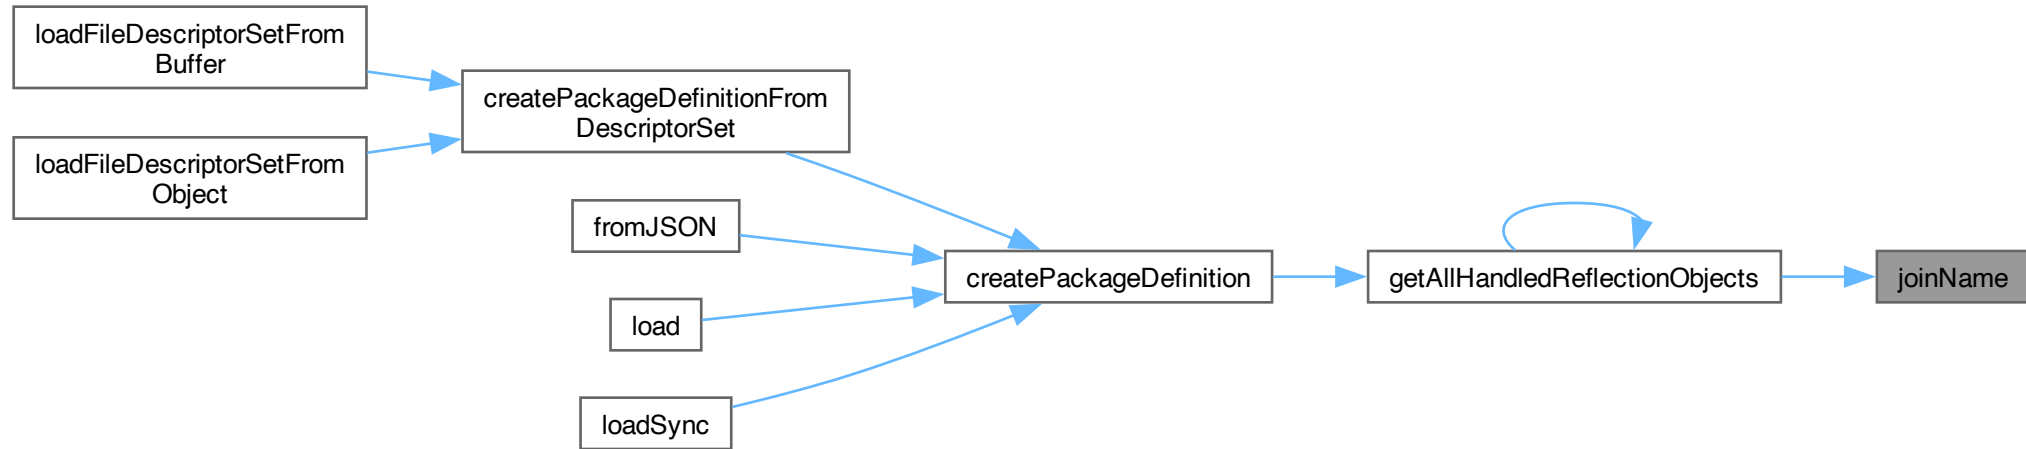 loadFileDescriptorSetFrom
Buffer
loadFileDescriptorSetFrom
Object
createPackageDefinitionFrom
DescriptorSet
fromJSON
load
loadSync
createPackageDefinition
getAllHandledReflectionObjects
joinName